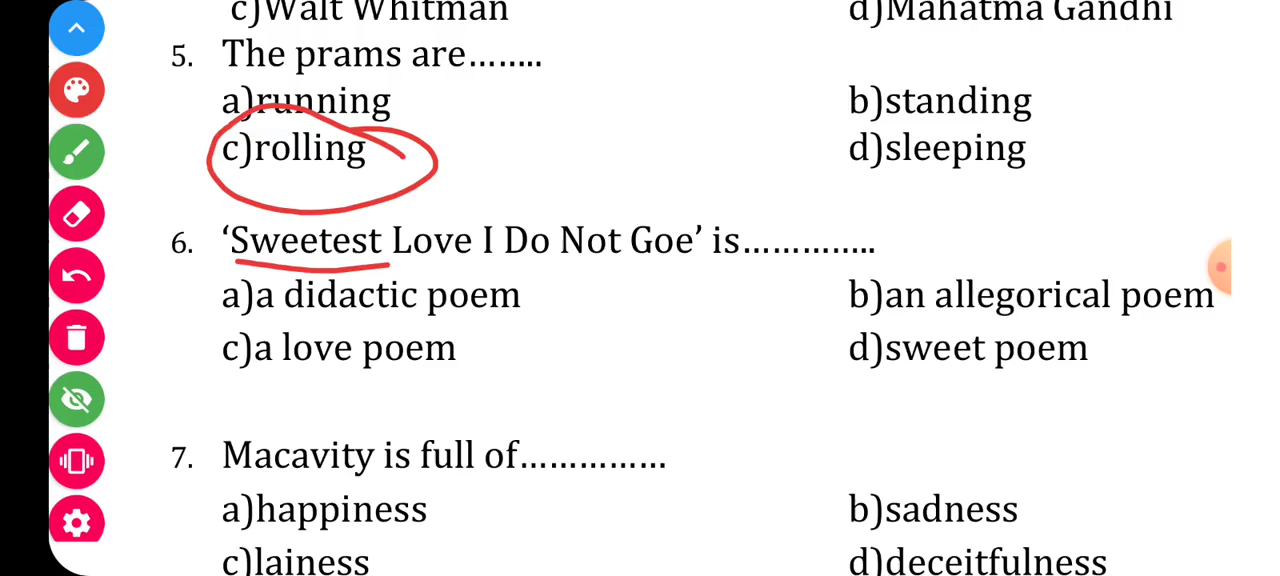 c)Walt Whitman d)Mahatma Gandhi
5. The prams are........
a)running b)standing
c)rolling d)sleeping
6. ‘Sweetest Love I Do Not Goe’ is…………..
a)a didactic poem b)an allegorical poem
c)a love poem d)sweet poem
7. Macavity is full of……………
a)happiness b)sadness
c)lainess d)deceitfulness